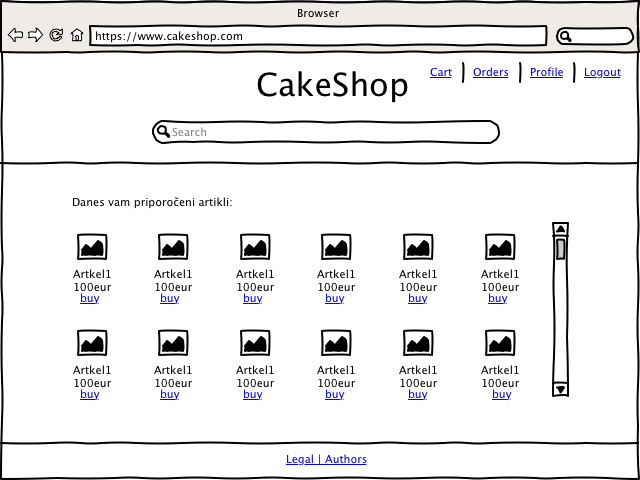 Browser
https://www.cakeshop.com
CakeShop
Cart Orders Profile Logout
Search
Danes vam priporočeni artikli:
Artkel1 Artkel1 Artkel1 Artkel1 Artkel1 Artkel1
100eur 100eur 100eur 100eur 100eur 100eur
buy buy buy buy buy buy
Artkel1 Artkel1 Artkel1 Artkel1 Artkel1 Artkel1
100eur 100eur 100eur 100eur 100eur 100eur
buy buy buy buy buy buy
Legal | Authors